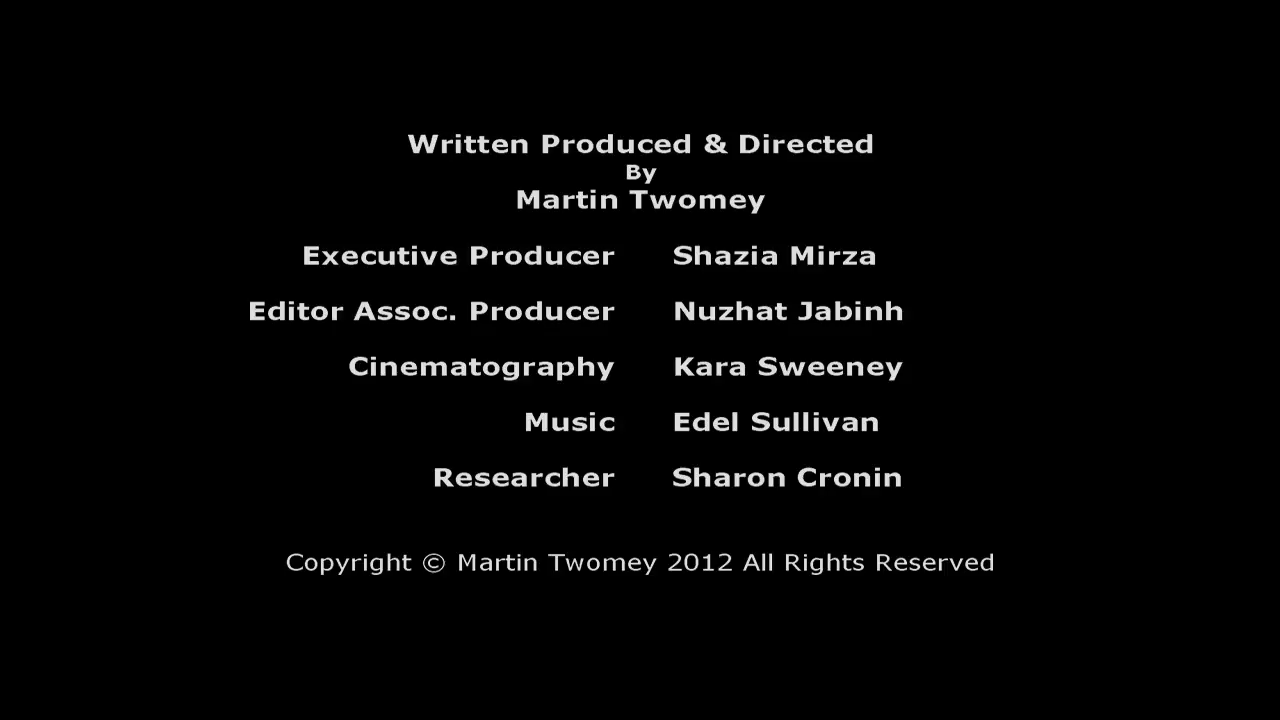 Written Produced & Directed
By
Martin Twomey
Executive Producer Shazia Mirza
Editor Assoc. Producer Nuzhat Jabinh
Cinematography Kara Sweeney
Music Edel Sullivan
Researcher Sharon Cronin
Copyright © Martin Twomey 2012 All Rights Reserved